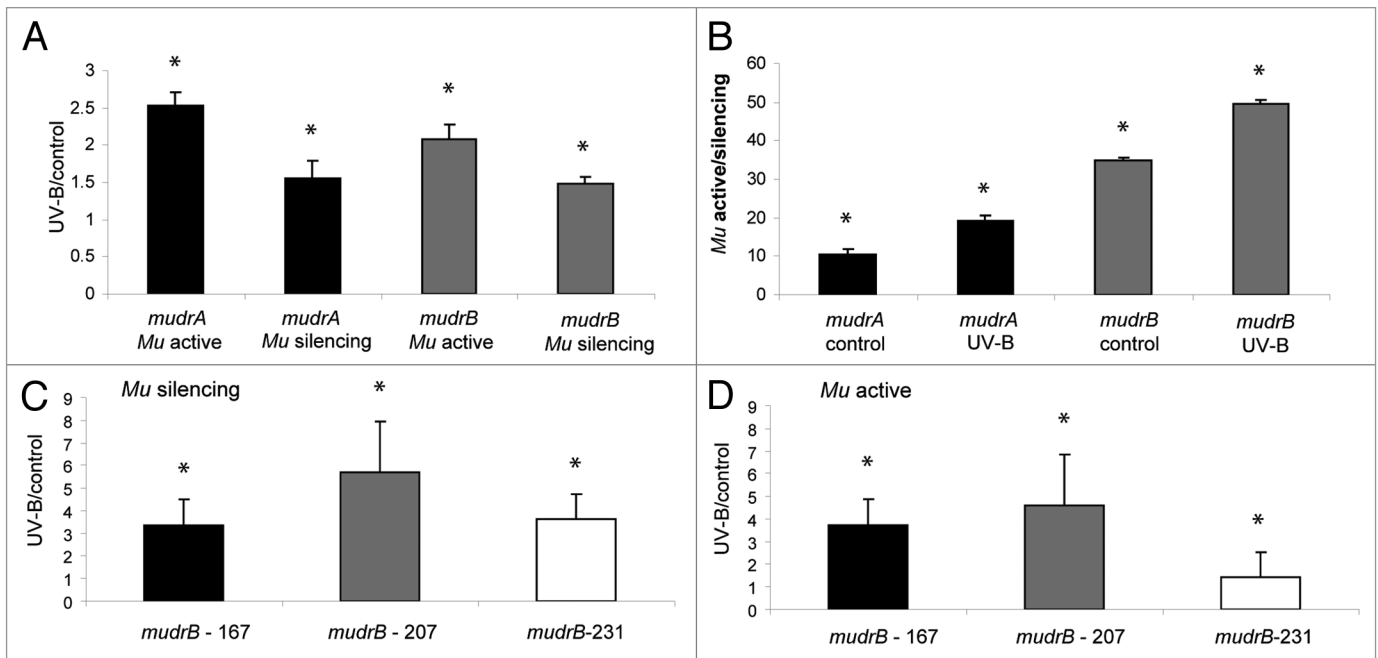 A
*
*
*
*
3
2.5
2
1.5
1
0.5
0
UV-B/control
mudrA
Mu active
mudrA
Mu silencing
mudrB
Mu active
mudrB
Mu silencing
B
*
*
*
*
60
50
40
30
20
10
0
Mu active/silencing
mudrA
control
mudrA
UV-B
mudrB
control
mudrB
UV-B
C
Mu silencing
*
*
*
9
8
7
6
5
4
3
2
1
0
UV-B/control
mudrB - 167
mudrB - 207
mudrB-231
D
Mu active
*
*
*
9
8
7
6
5
4
3
2
1
0
UV-B/control
mudrB - 167
mudrB - 207
mudrB-231